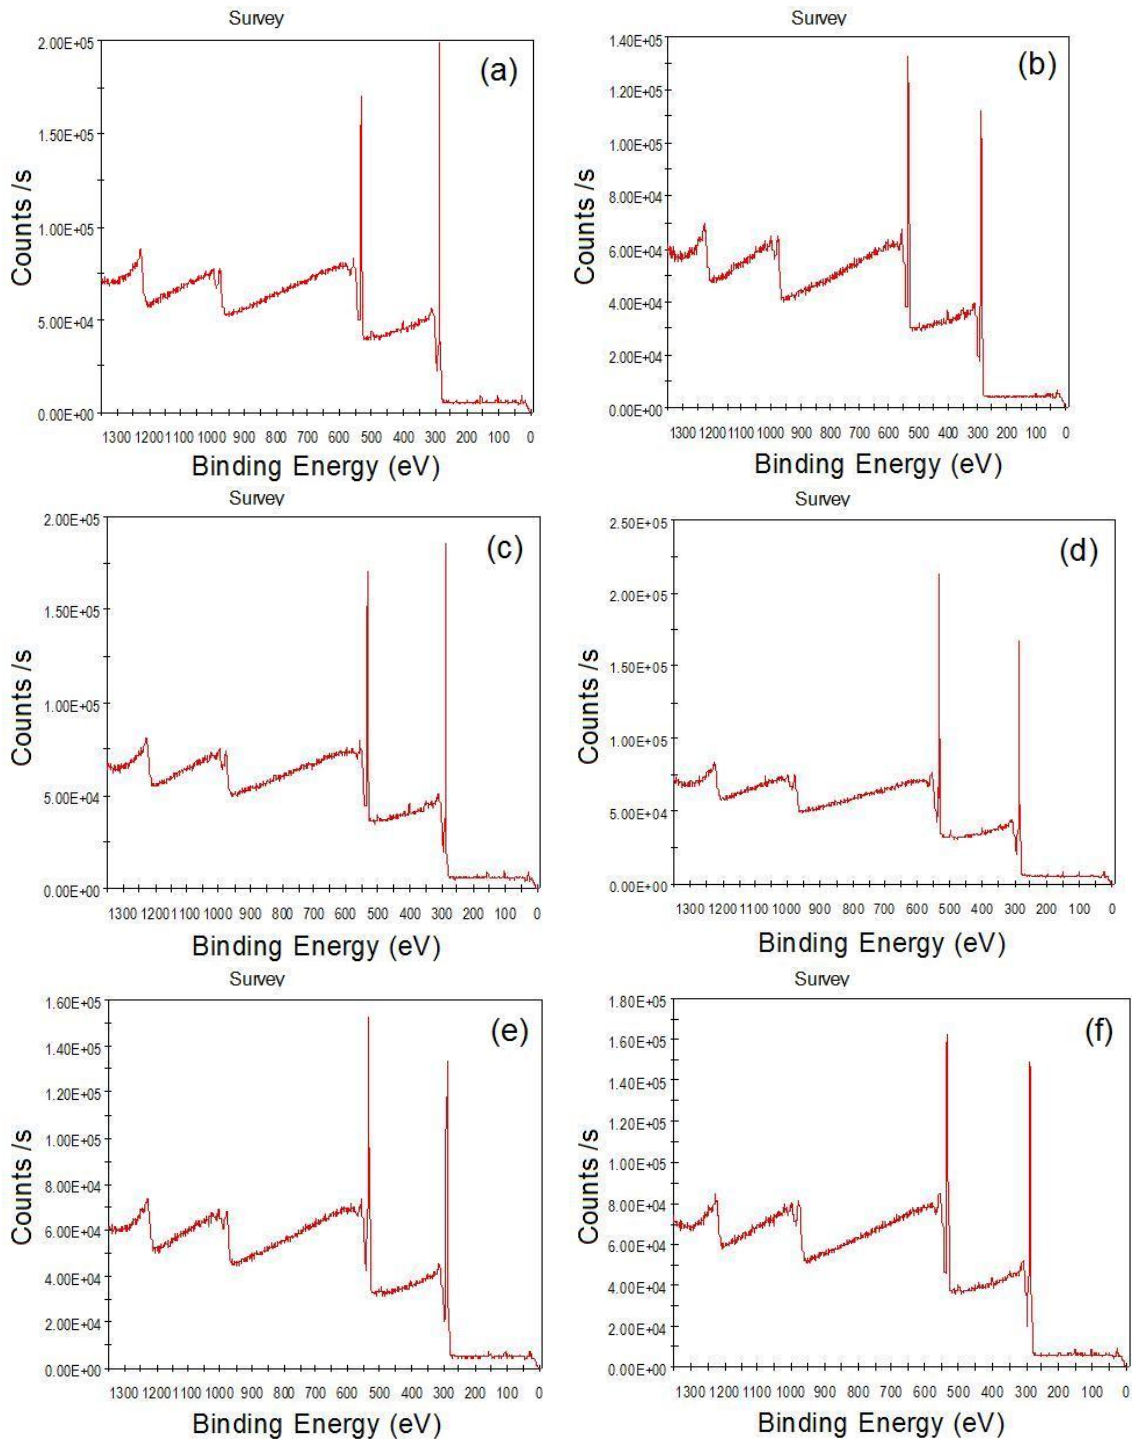 Survey
(a)
Counts /s
2.00E+05
1.50E+05
1.00E+05
5.00E+04
0.00E+00
1300 1200 1100 1000 900 800 700 600 500 400 300 200 100 0
Binding Energy (eV)
Survey
(b)
Counts /s
1.40E+05
1.20E+05
1.00E+05
8.00E+04
6.00E+04
4.00E+04
2.00E+04
0.00E+00
1300 1200 1100 1000 900 800 700 600 500 400 300 200 100 0
Binding Energy (eV)
Survey
(c)
Counts /s
2.00E+05
1.50E+05
1.00E+05
5.00E+04
0.00E+00
1300 1200 1100 1000 900 800 700 600 500 400 300 200 100 0
Binding Energy (eV)
Survey
(d)
Counts /s
2.50E+05
2.00E+05
1.50E+05
1.00E+05
5.00E+04
0.00E+00
1300 1200 1100 1000 900 800 700 600 500 400 300 200 100 0
Binding Energy (eV)
Survey
(e)
Counts /s
1.60E+05
1.40E+05
1.20E+05
1.00E+05
8.00E+04
6.00E+04
4.00E+04
2.00E+04
0.00E+00
1300 1200 1100 1000 900 800 700 600 500 400 300 200 100 0
Binding Energy (eV)
Survey
(f)
Counts /s
1.80E+05
1.60E+05
1.40E+05
1.20E+05
1.00E+05
8.00E+04
6.00E+04
4.00E+04
2.00E+04
0.00E+00
1300 1200 1100 1000 900 800 700 600 500 400 300 200 100 0
Binding Energy (eV)